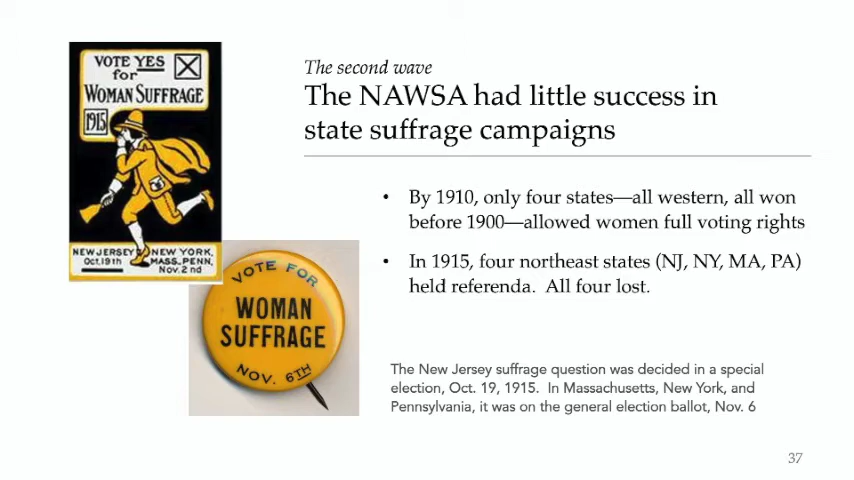 VOTE YES
for
WOMAN SUFFRAGE
1915
NEW JERSEY
Oct. 19th
NEW YORK,
MASS., PENN.
Nov. 2nd
VOTE FOR
WOMAN
SUFFRAGE
NOV. 6TH
The second wave
The NAWSA had little success in
state suffrage campaigns
• By 1910, only four states—all western, all won
before 1900—allowed women full voting rights
• In 1915, four northeast states (NJ, NY, MA, PA)
held referenda. All four lost.
The New Jersey suffrage question was decided in a special
election, Oct. 19, 1915. In Massachusetts, New York, and
Pennsylvania, it was on the general election ballot, Nov. 6
37